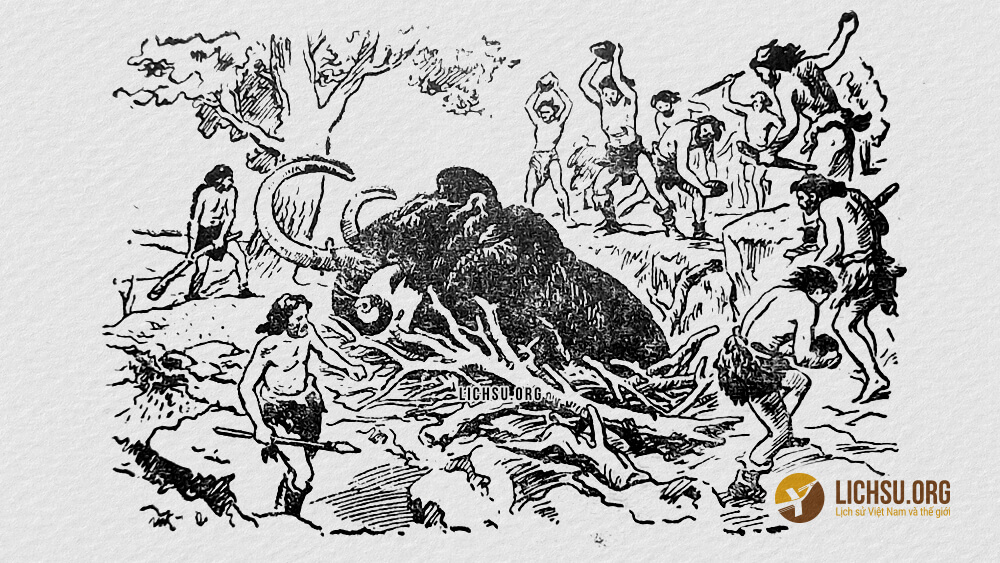 LICHSU.ORG
LICHSU.ORG
Lịch sử Việt Nam và thế giới